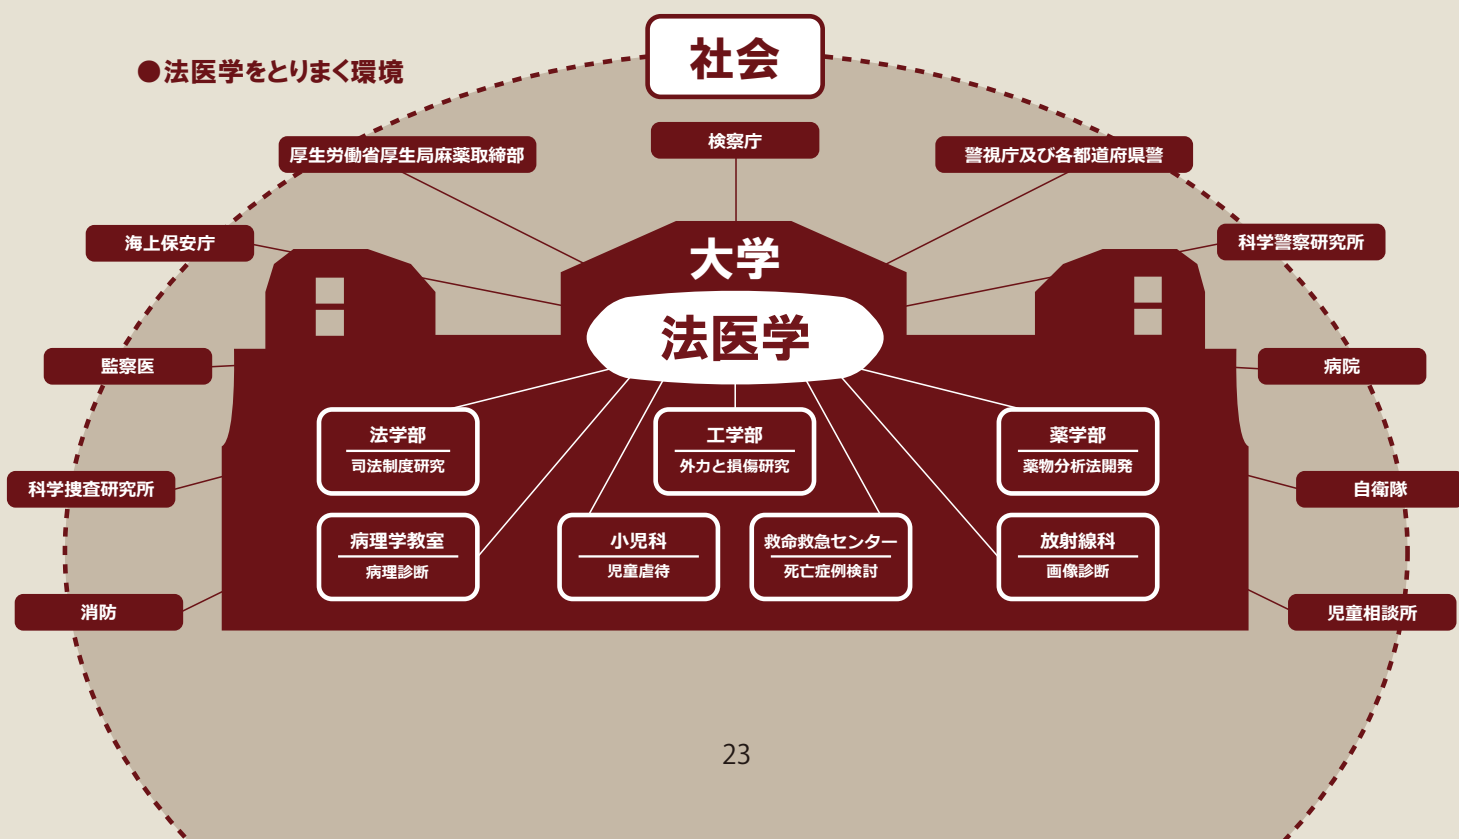 ●法医学をとりまく環境
社会
厚生労働省厚生局麻薬取締部
検察庁
警視庁及び各都道府県警
海上保安庁
科学警察研究所
大学
法医学
監察医
病院
法学部
司法制度研究
工学部
外力と損傷研究
薬学部
薬物分析法開発
科学捜査研究所
自衛隊
病理学教室
病理診断
小児科
児童虐待
救命救急センター
死亡症例検討
放射線科
画像診断
消防
児童相談所
23